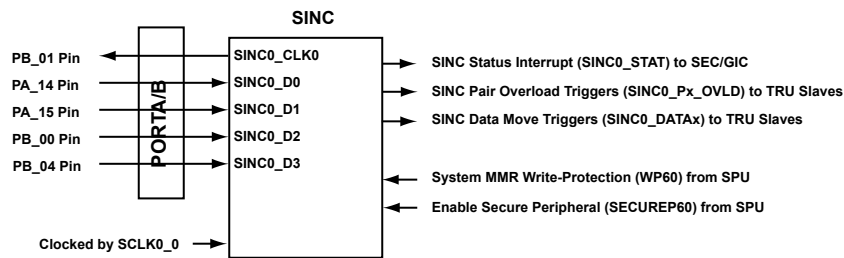 SINC
PB_01 Pin
PA_14 Pin
PA_15 Pin
PB_00 Pin
PB_04 Pin
PORTA/B
SINC0_CLK0
SINC0_D0
SINC0_D1
SINC0_D2
SINC0_D3
Clocked by SCLK0_0
SINC Status Interrupt (SINC0_STAT) to SEC/GIC
SINC Pair Overload Triggers (SINC0_Px_OVLD) to TRU Slaves
SINC Data Move Triggers (SINC0_DATAx) to TRU Slaves
System MMR Write-Protection (WP60) from SPU
Enable Secure Peripheral (SECUREP60) from SPU